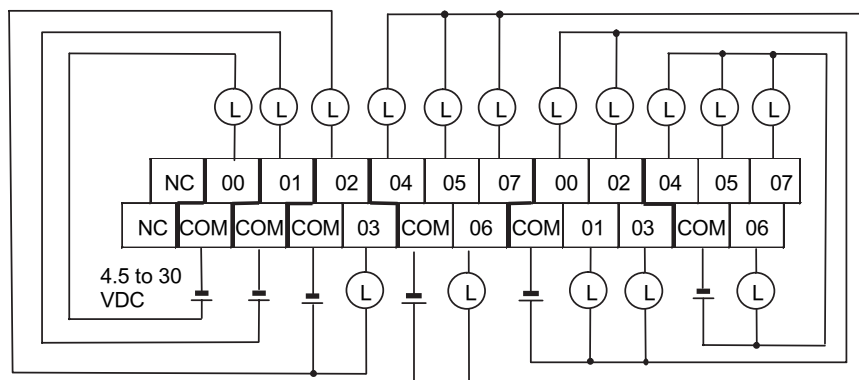 L L L L L L L L L L L
NC 00 01 02 04 05 07 00 02 04 05 07
NC COM COM COM 03 COM 06 COM 01 03 COM 06
4.5 to 30
VDC
L L L L L